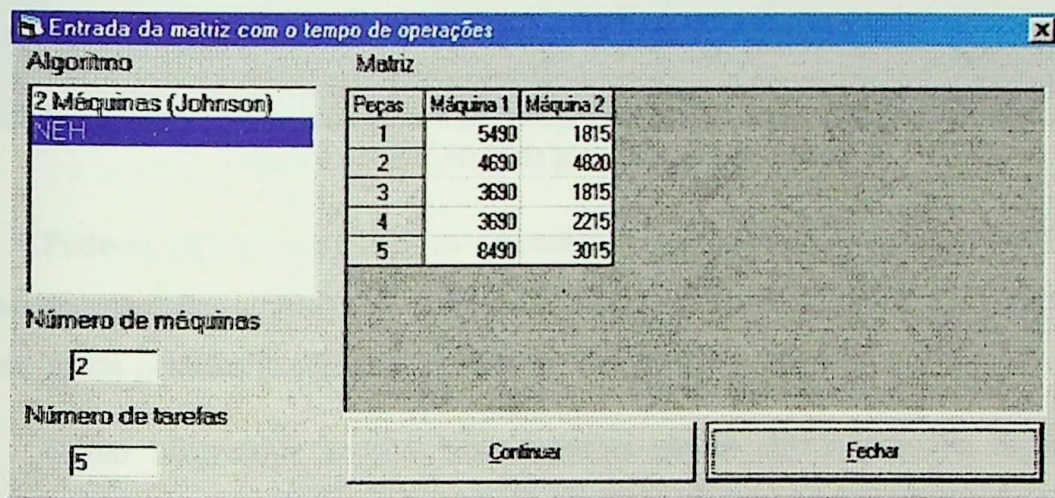 Entrada da matriz com o tempo de operações
Algoritmo
2 Máquinas (Johnson)
NEH
Número de máquinas
2
Número de tarefas
5
Matriz
Peças Máquina 1 Máquina 2
1 5490 1815
2 4690 4820
3 3690 1815
4 3690 2215
5 8490 3015
Continuar
Fechar